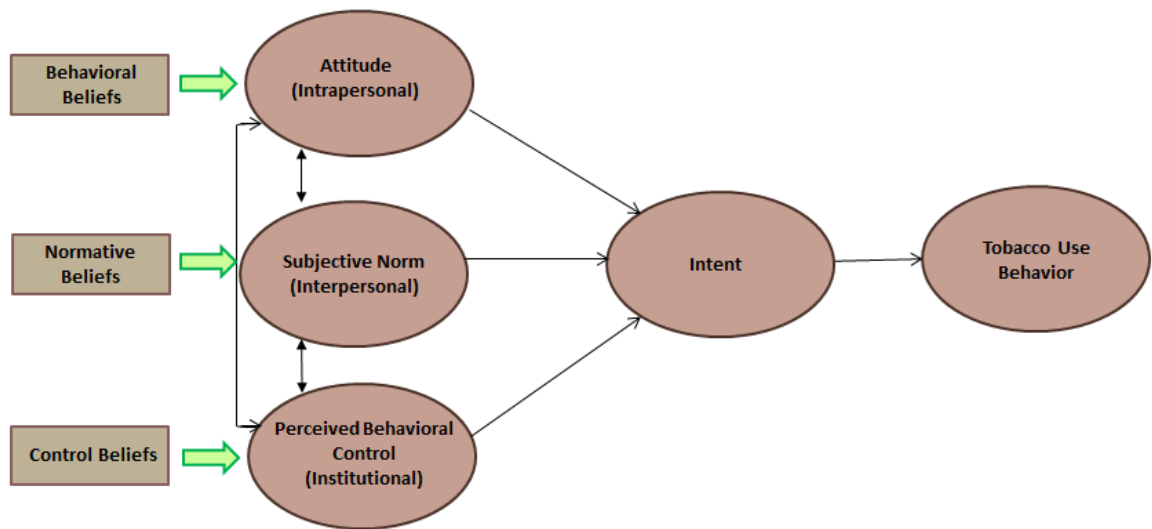 Behavioral
Beliefs
Attitude
(Intrapersonal)
Normative
Beliefs
Subjective Norm
(Interpersonal)
Intent
Tobacco Use
Behavior
Control Beliefs
Perceived Behavioral
Control
(Institutional)